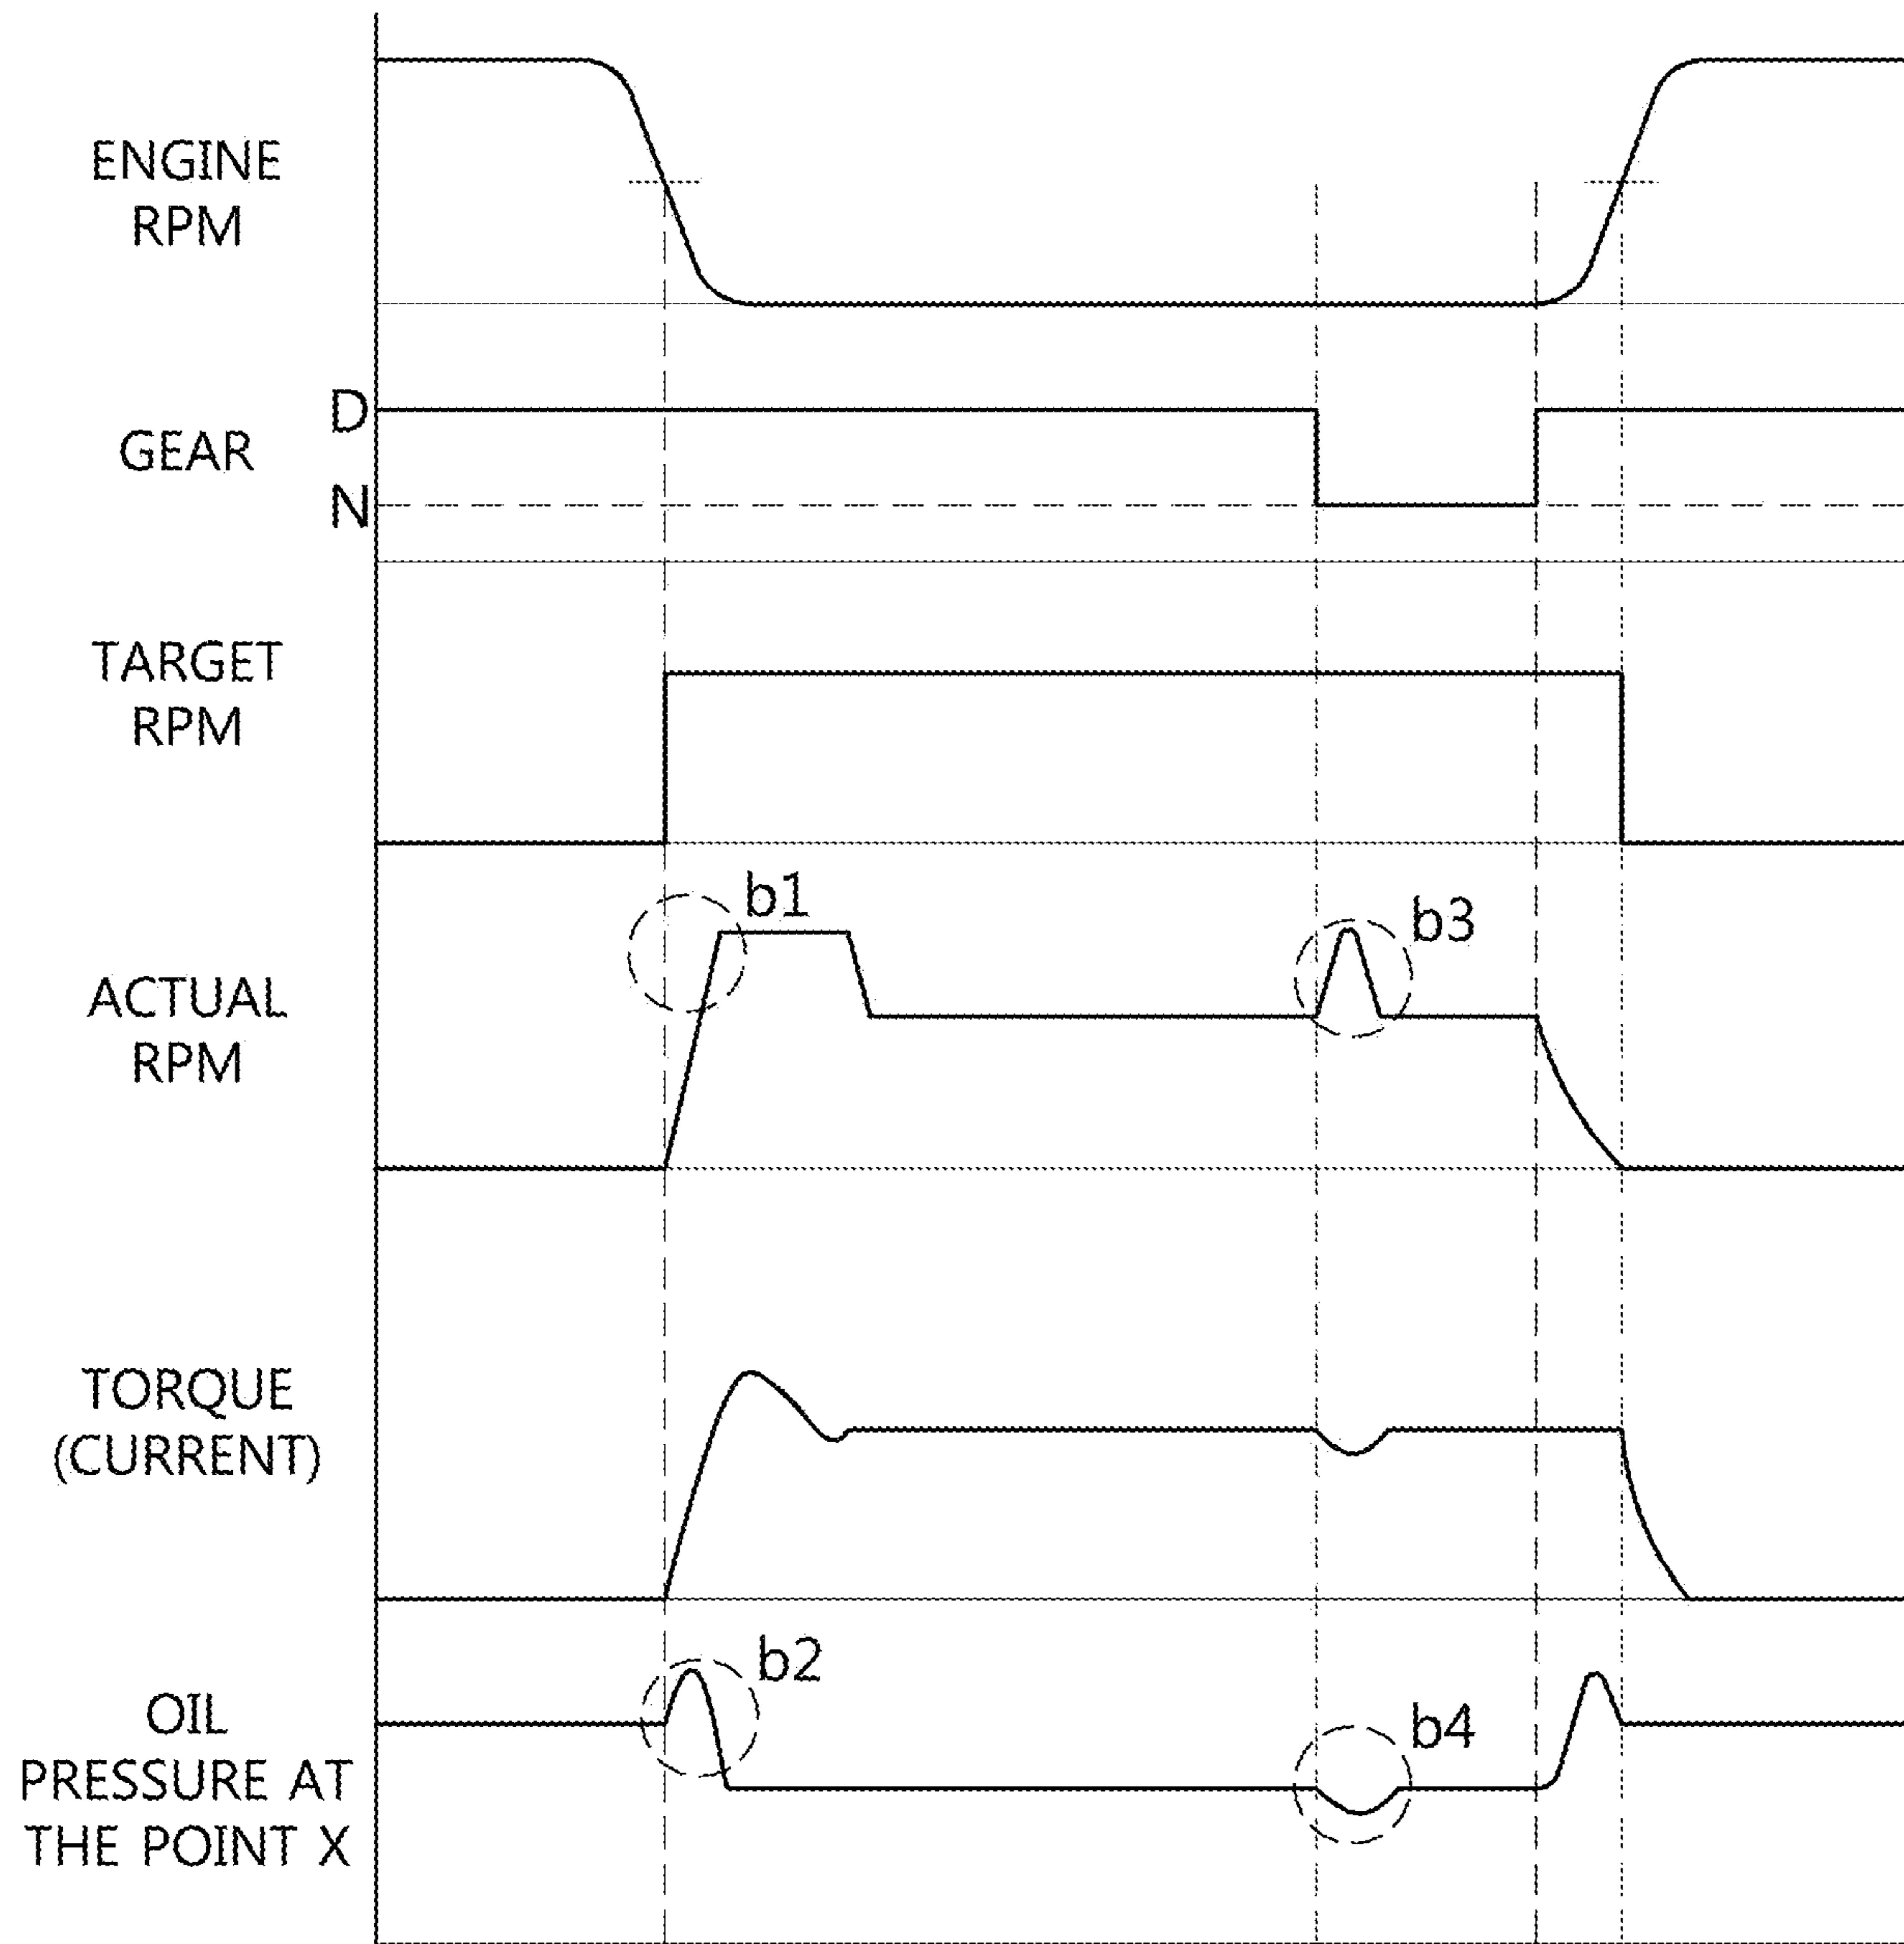 ENGINE
RPM
D
GEAR
N
TARGET
RPM
b1
b3
ACTUAL
RPM
TORQUE
(CURRENT)
b2
b4
OIL
PRESSURE AT
THE POINT X